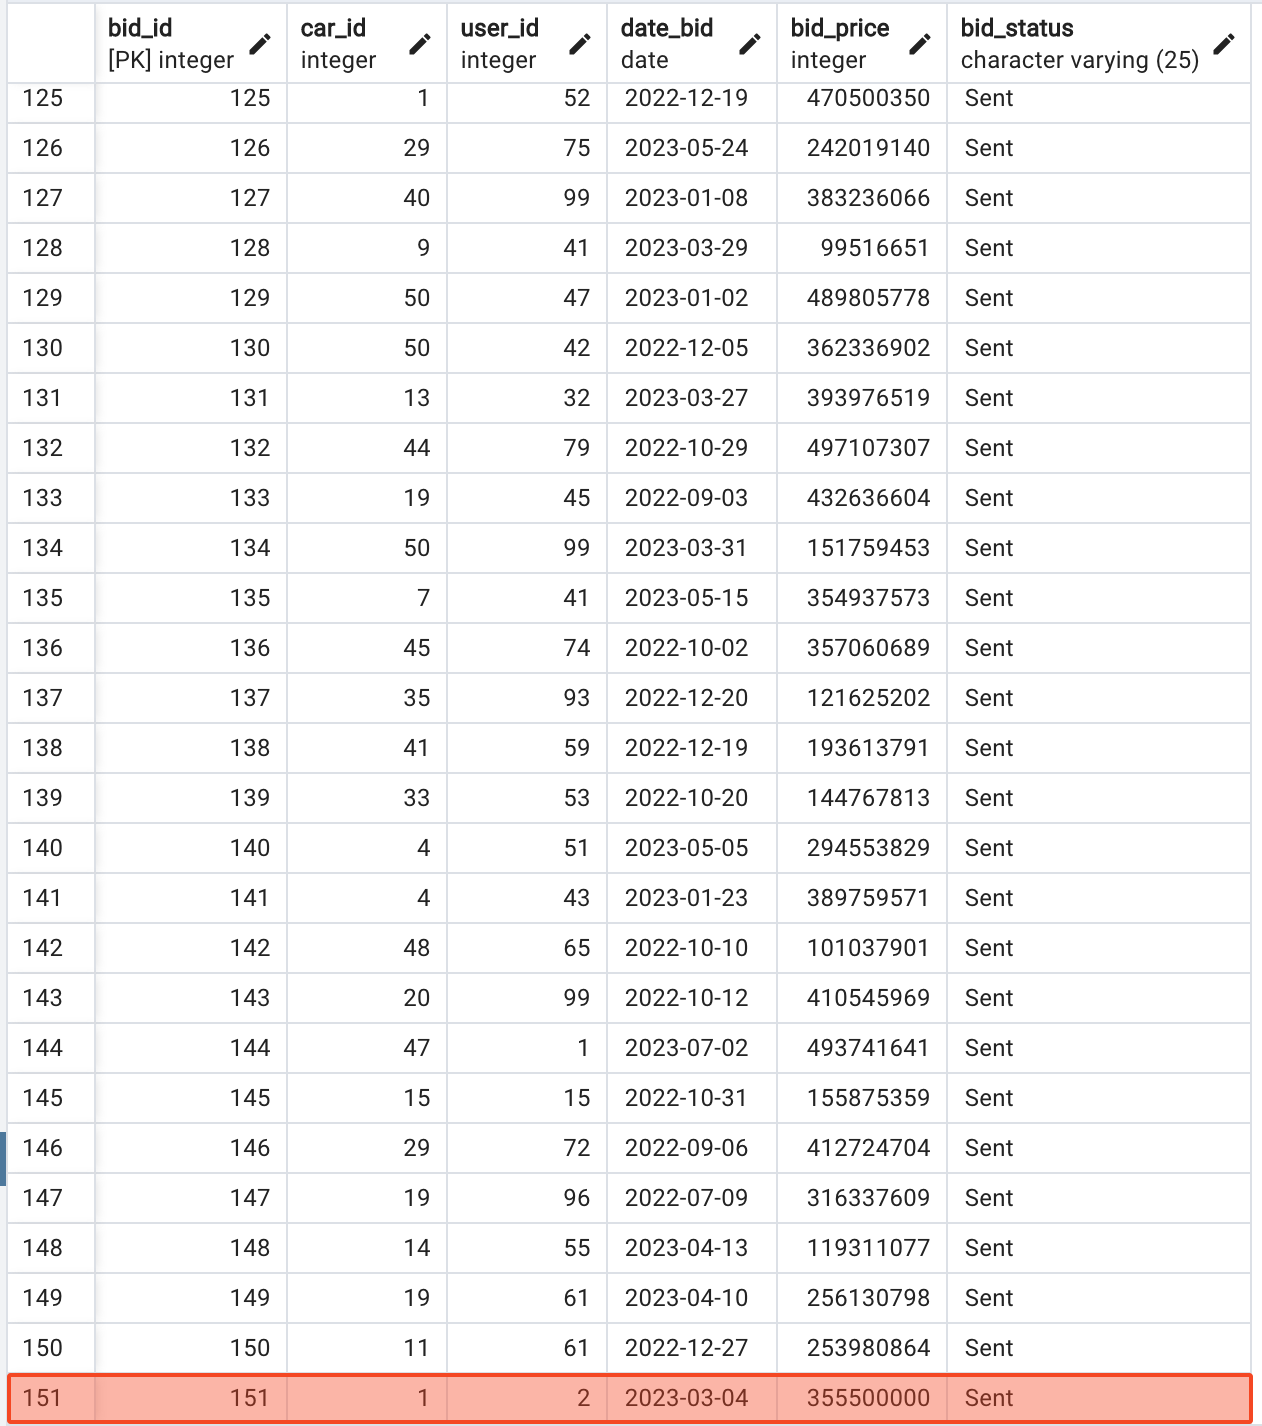 bid_id car_id user_id date_bid bid_price bid_status
[PK] integer integer integer date integer character varying (25)
125 125 1 52 2022-12-19 470500350 Sent
126 126 29 75 2023-05-24 242019140 Sent
127 127 40 99 2023-01-08 383236066 Sent
128 128 9 41 2023-03-29 99516651 Sent
129 129 50 47 2023-01-02 489805778 Sent
130 130 50 42 2022-12-05 362336902 Sent
131 131 13 32 2023-03-27 393976519 Sent
132 132 44 79 2022-10-29 497107307 Sent
133 133 19 45 2022-09-03 432636604 Sent
134 134 50 99 2023-03-31 151759453 Sent
135 135 7 41 2023-05-15 354937573 Sent
136 136 45 74 2022-10-02 357060689 Sent
137 137 35 93 2022-12-20 121625202 Sent
138 138 41 59 2022-12-19 193613791 Sent
139 139 33 53 2022-10-20 144767813 Sent
140 140 4 51 2023-05-05 294553829 Sent
141 141 4 43 2023-01-23 389759571 Sent
142 142 48 65 2022-10-10 101037901 Sent
143 143 20 99 2022-10-12 410545969 Sent
144 144 47 1 2023-07-02 493741641 Sent
145 145 15 15 2022-10-31 155875359 Sent
146 146 29 72 2022-09-06 412724704 Sent
147 147 19 96 2022-07-09 316337609 Sent
148 148 14 55 2023-04-13 119311077 Sent
149 149 19 61 2023-04-10 256130798 Sent
150 150 11 61 2022-12-27 253980864 Sent
151 151 1 2 2023-03-04 355500000 Sent